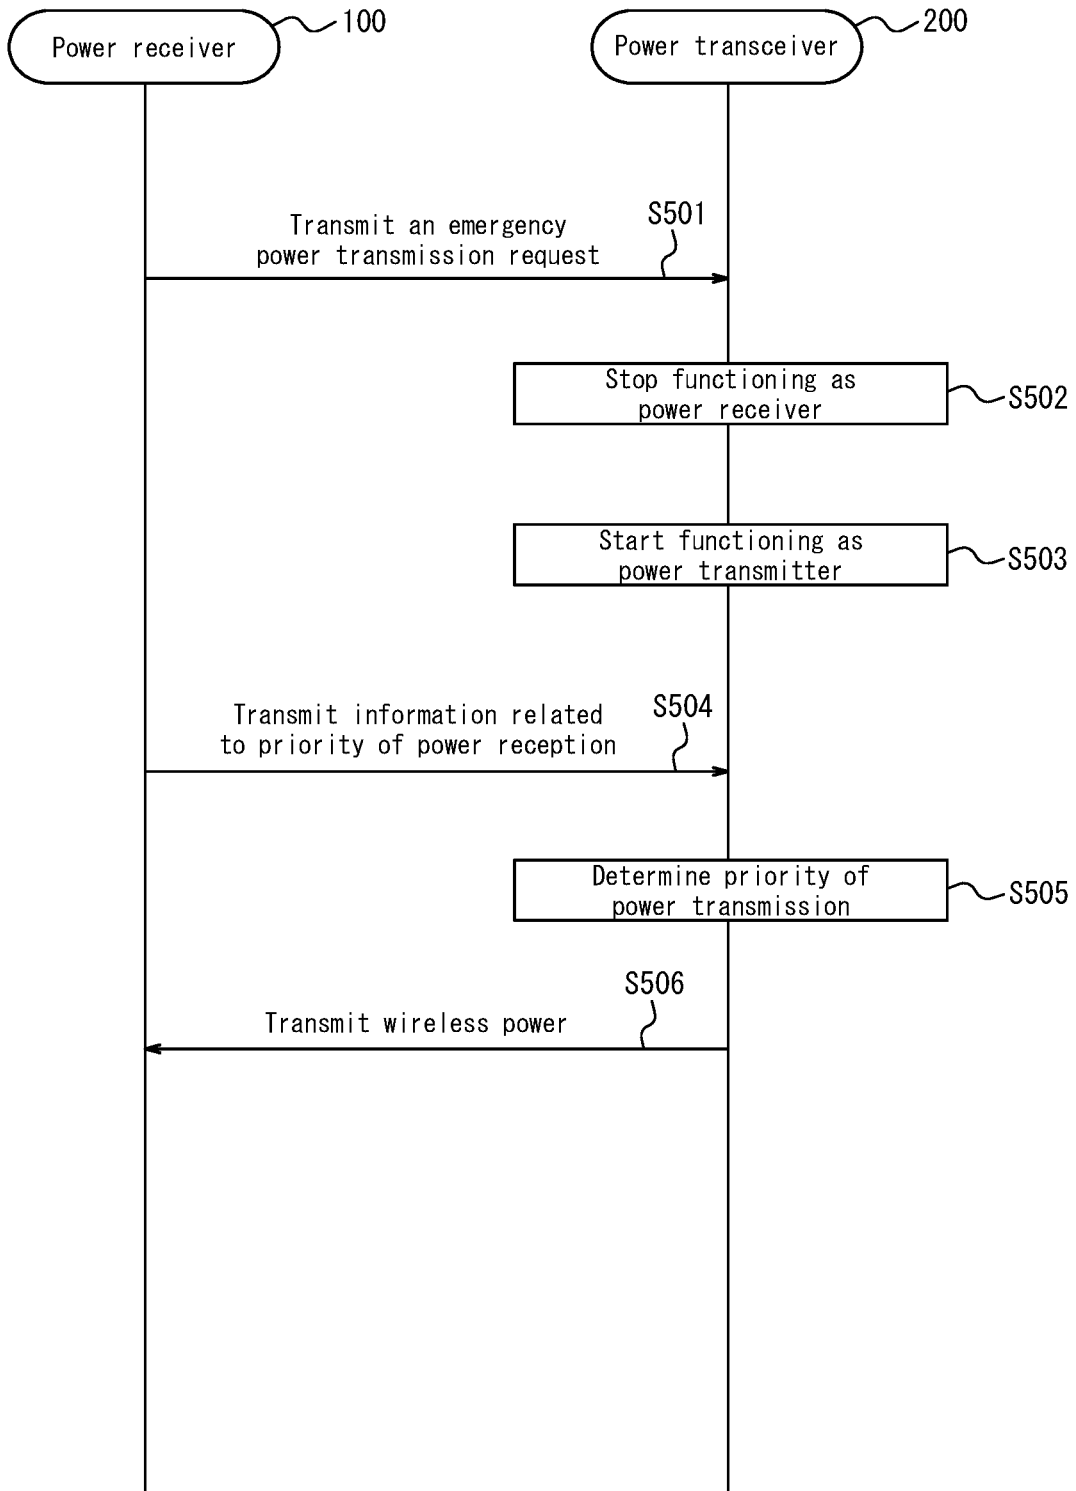 100
200
Power receiver
Power transceiver
S501
Transmit an emergency
power transmission request
Stop functioning as
power receiver
S502
Start functioning as
power transmitter
S503
S504
Transmit information related
to priority of power reception
Determine priority of
power transmission
S505
S506
Transmit wireless power